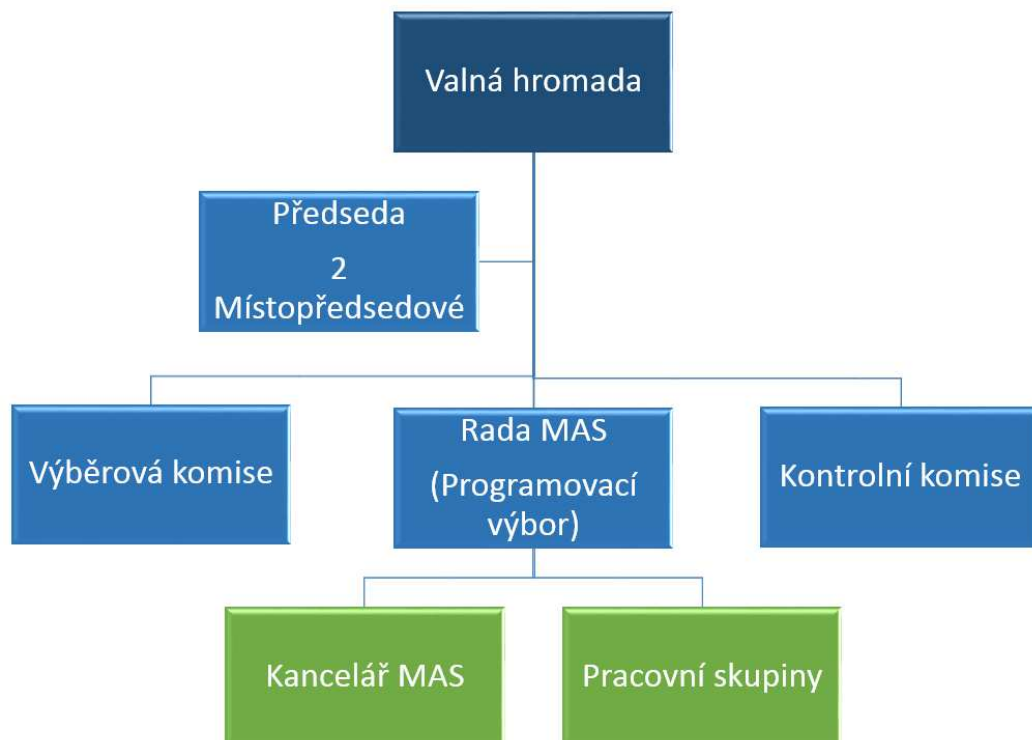 Valná hromada
Předseda
2
Místopředsedové
Výběrová komise
Rada MAS
(Programovací
výbor)
Kontrolní komise
Kancelář MAS
Pracovní skupiny